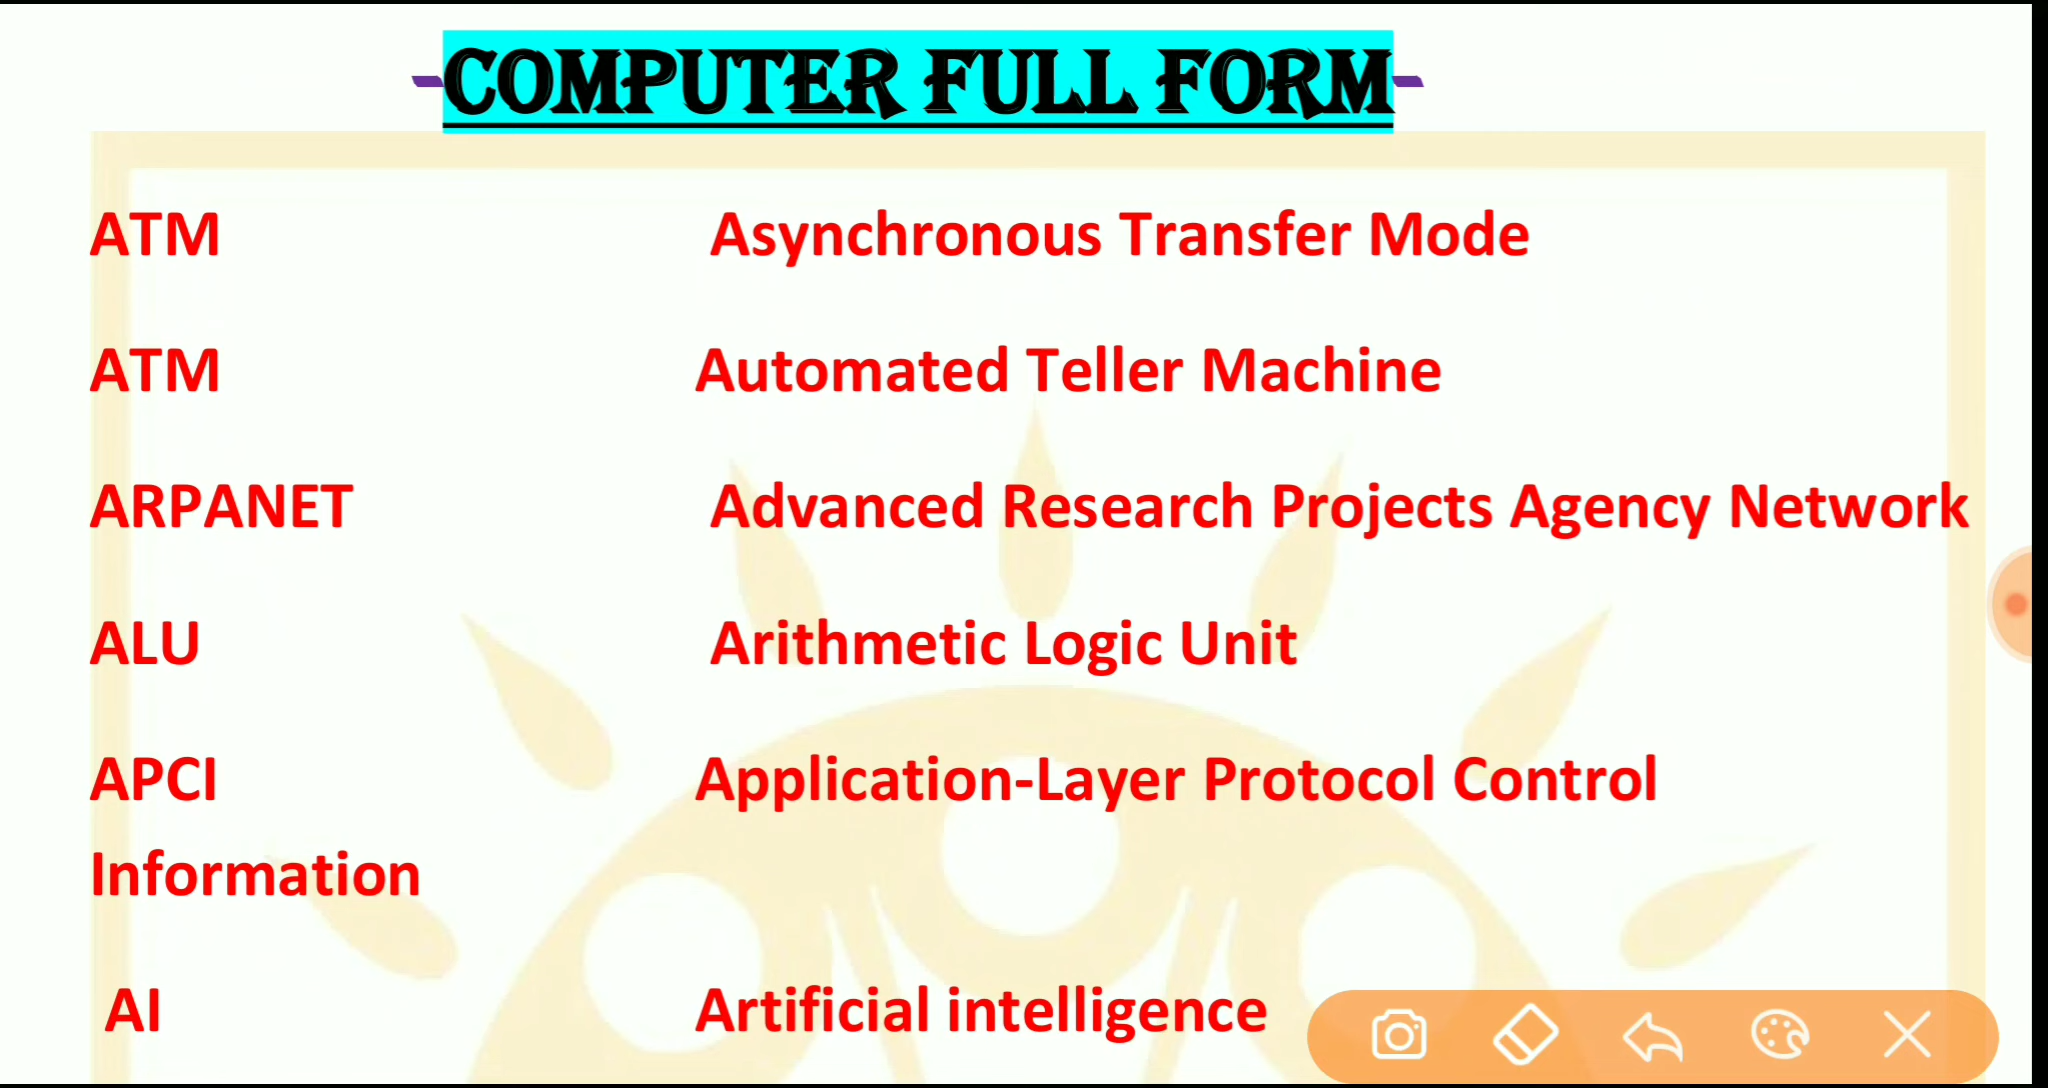 -COMPUTER FULL FORM-
ATM Asynchronous Transfer Mode
ATM Automated Teller Machine
ARPANET Advanced Research Projects Agency Network
ALU Arithmetic Logic Unit
APCI Application-Layer Protocol Control
Information
AI Artificial intelligence